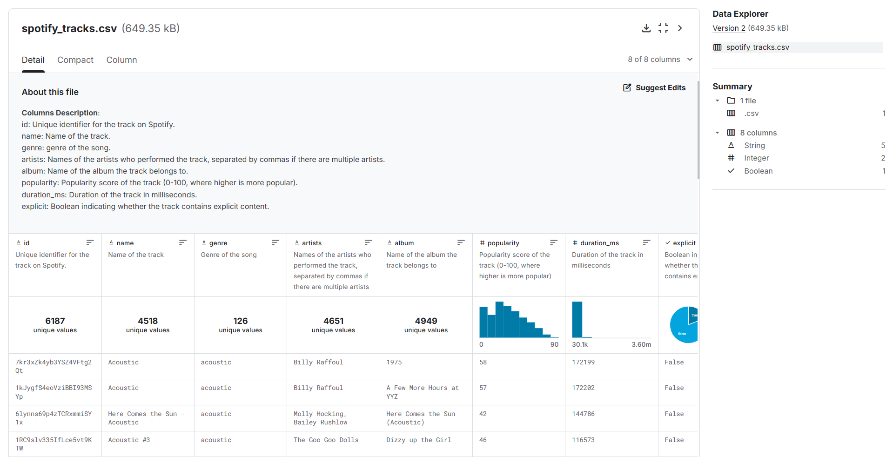 spotify_tracks.csv (649.35 kB)
Detail Compact Column
8 of 8 columns
About this file
Suggest Edits
Columns Description:
id: Unique identifier for the track on Spotify.
name: Name of the track.
genre: genre of the song.
artists: Names of the artists who performed the track, separated by commas if there are multiple artists.
album: Name of the album the track belongs to.
popularity: Popularity score of the track (0-100, where higher is more popular).
duration_ms: Duration of the track in milliseconds.
explicit: Boolean indicating whether the track contains explicit content.
id
Unique identifier for the
track on Spotify.
name
Name of the track
genre
Genre of the song
artists
Names of the artists who
performed the track,
separated by commas if
there are multiple artists
album
Name of the album the
track belongs to
popularity
Popularity score of the
track (0-100, where
higher is more popular)
duration_ms
Duration of the track in
milliseconds
explicit
Boolean in
whether th
contains e
6187
unique values
4518
unique values
126
unique values
4651
unique values
4949
unique values
0 90
30.1k 3.60m
7kr3xZk4yb3YSZ4VFtg2
Qt
Acoustic
acoustic
Billy Raffoul
1975
58
172199
False
1kJygfS4eoVziBBI93MS
Yp
Acoustic
acoustic
Billy Raffoul
A Few More Hours at
YYZ
57
172202
False
6lynns69p4zTCRxmmiSY
1x
Here Comes the Sun -
Acoustic
acoustic
Molly Hocking,
Bailey Rushlow
Here Comes the Sun
(Acoustic)
42
144786
False
1RC9slv335IfLce5vt9K
TW
Acoustic #3
acoustic
The Goo Goo Dolls
Dizzy up the Girl
46
116573
False
Data Explorer
Version 2 (649.35 kB)
spotify_tracks.csv
Summary
1 file
.csv 1
8 columns
String 5
Integer 2
Boolean 1